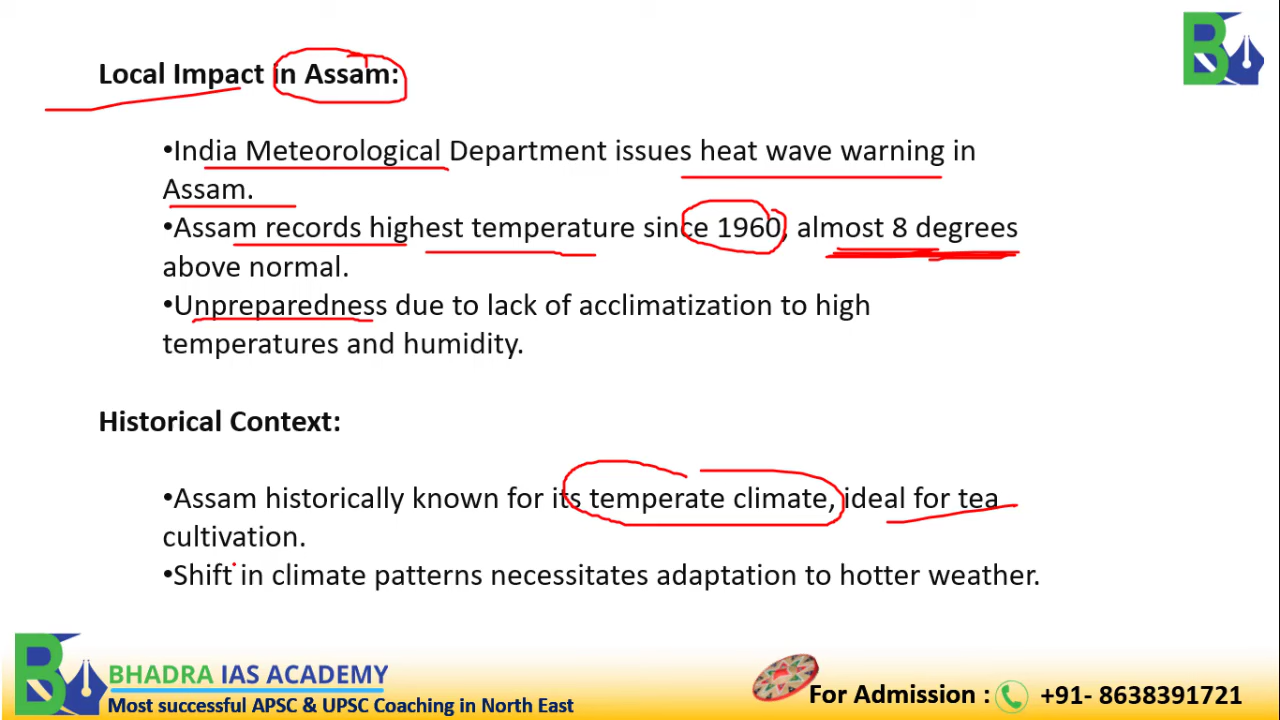 Local Impact in Assam:
•India Meteorological Department issues heat wave warning in
Assam.
•Assam records highest temperature since 1960, almost 8 degrees
above normal.
•Unpreparedness due to lack of acclimatization to high
temperatures and humidity.
Historical Context:
•Assam historically known for its temperate climate, ideal for tea
cultivation.
•Shift in climate patterns necessitates adaptation to hotter weather.
BHADRA IAS ACADEMY
Most successful APSC & UPSC Coaching in North East
For Admission : +91- 8638391721